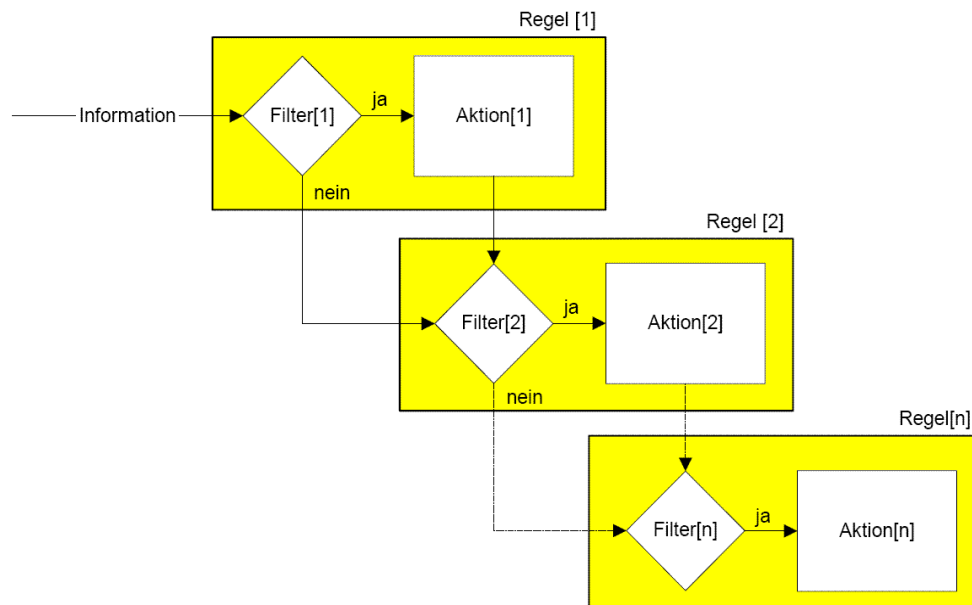 Regel [1]
Information
Filter[1]
ja
Aktion[1]
nein
Regel [2]
Filter[2]
ja
Aktion[2]
nein
Regel[n]
Filter[n]
ja
Aktion[n]